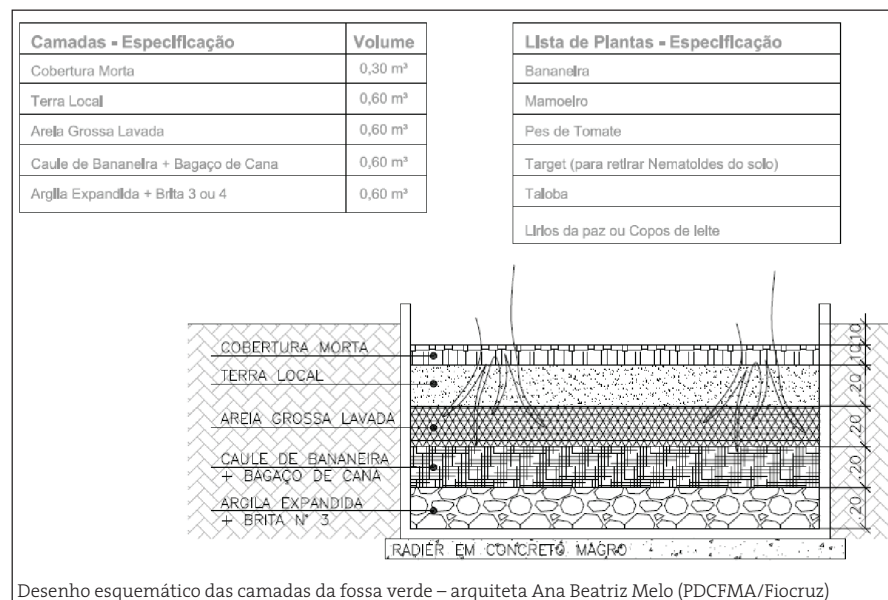 Camadas - Especificação Volume
Cobertura Morta 0,30 m³
Terra Local 0,60 m³
Areia Grossa Lavada 0,60 m³
Caule de Bananeira + Bagaço de Cana 0,60 m³
Argila Expandida + Brita 3 ou 4 0,60 m³
Lista de Plantas - Especificação
Bananeira
Mamoeiro
Pes de Tomate
Target (para retirar Nematoides do solo)
Taioba
Lirios da paz ou Copos de leite
COBERTURA MORTA
TERRA LOCAL
AREIA GROSSA LAVADA
CAULE DE BANANEIRA
+ BAGAÇO DE CANA
ARGILA EXPANDIDA
+ BRITA N° 3
.10
.10
.20
.20
.20
.20
RADIER EM CONCRETO MAGRO
Desenho esquemático das camadas da fossa verde – arquiteta Ana Beatriz Melo (PDCFMA/Fiocruz)